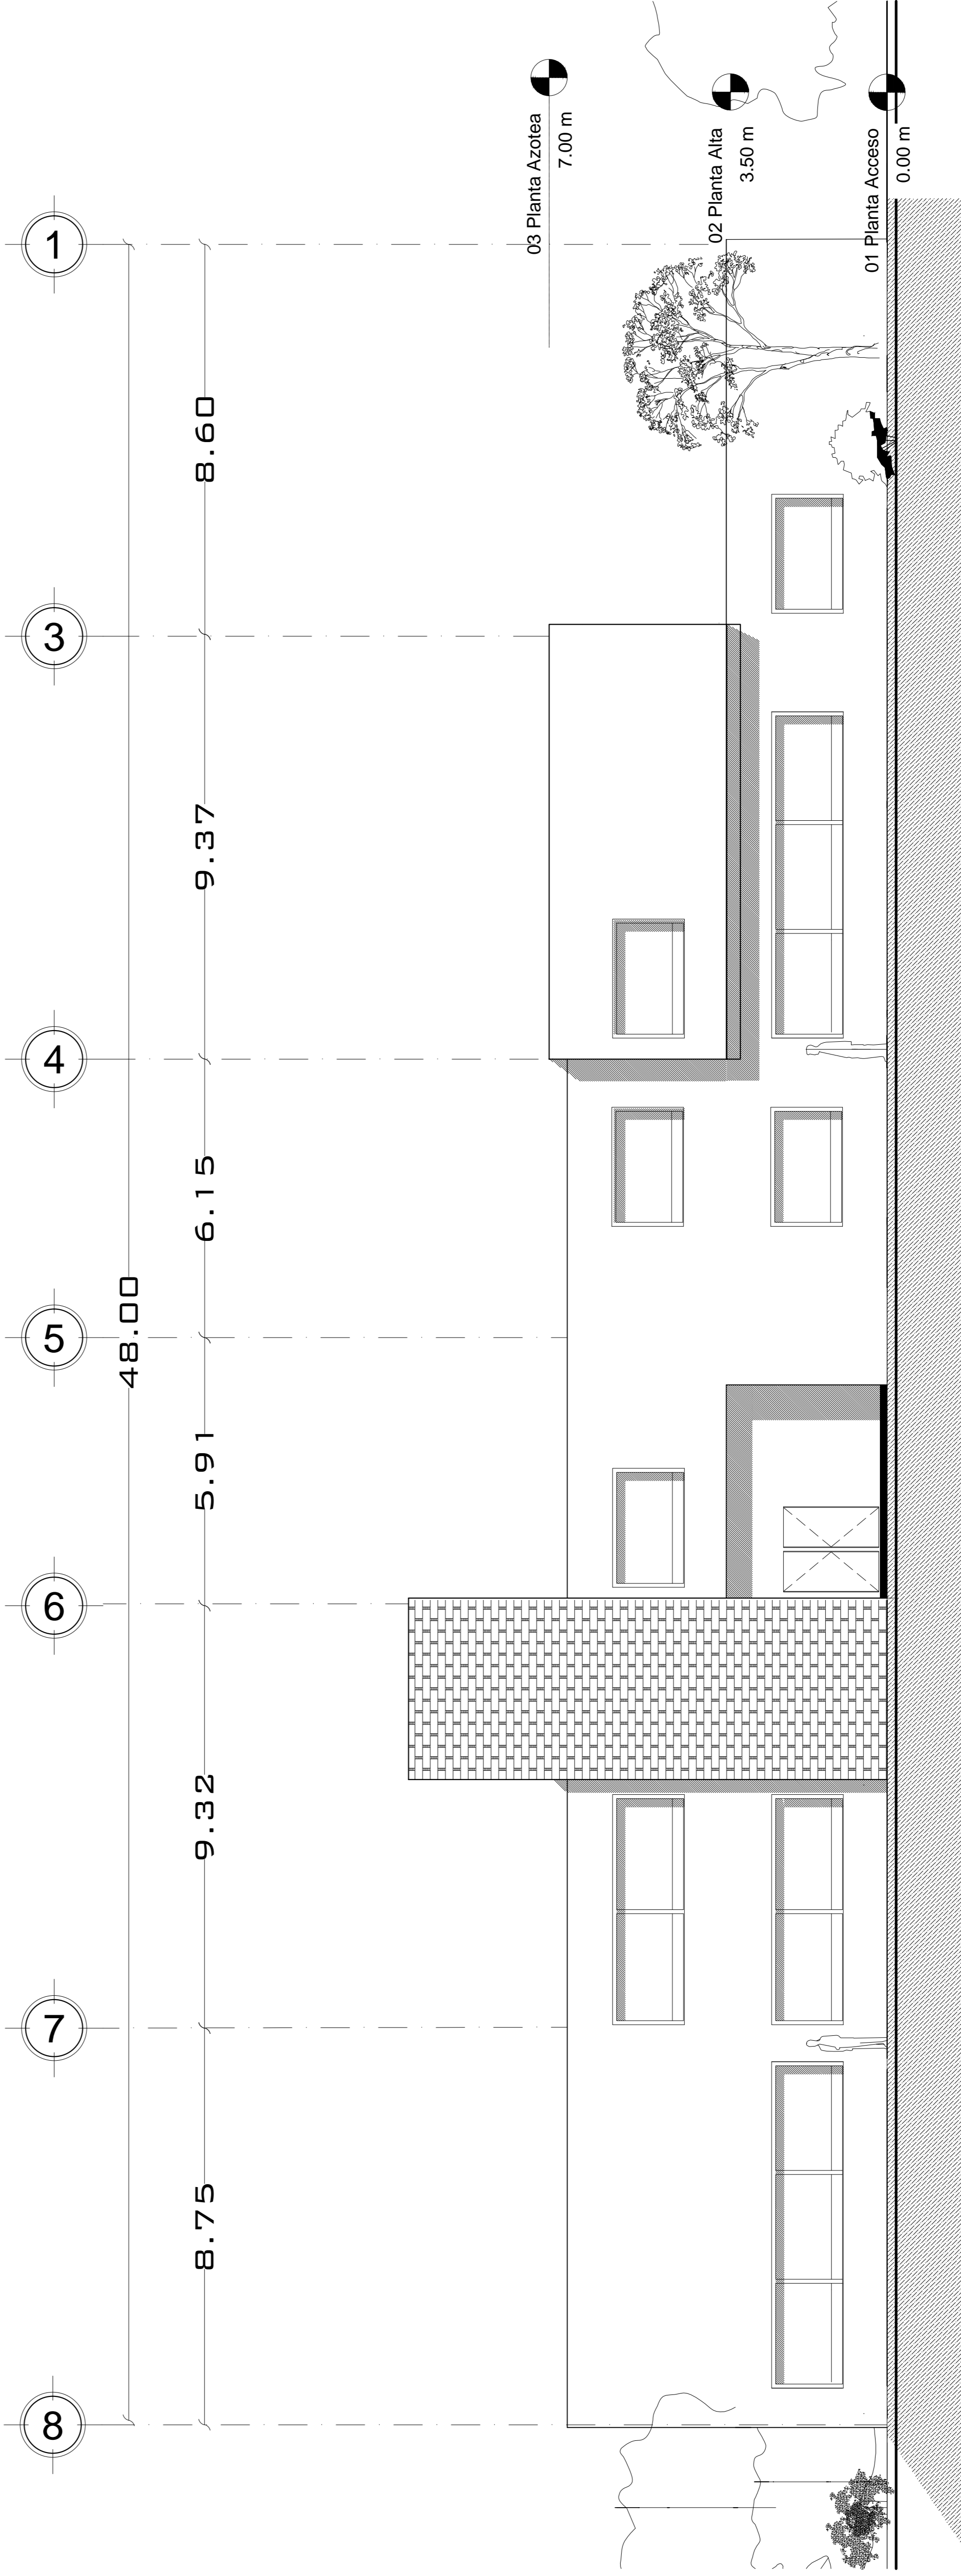 8
7
6
5
4
3
1
48.00
8.75
9.32
5.91
6.15
9.37
8.60
03 Planta Azotea
7.00 m
02 Planta Alta
3.50 m
01 Planta Acceso
0.00 m